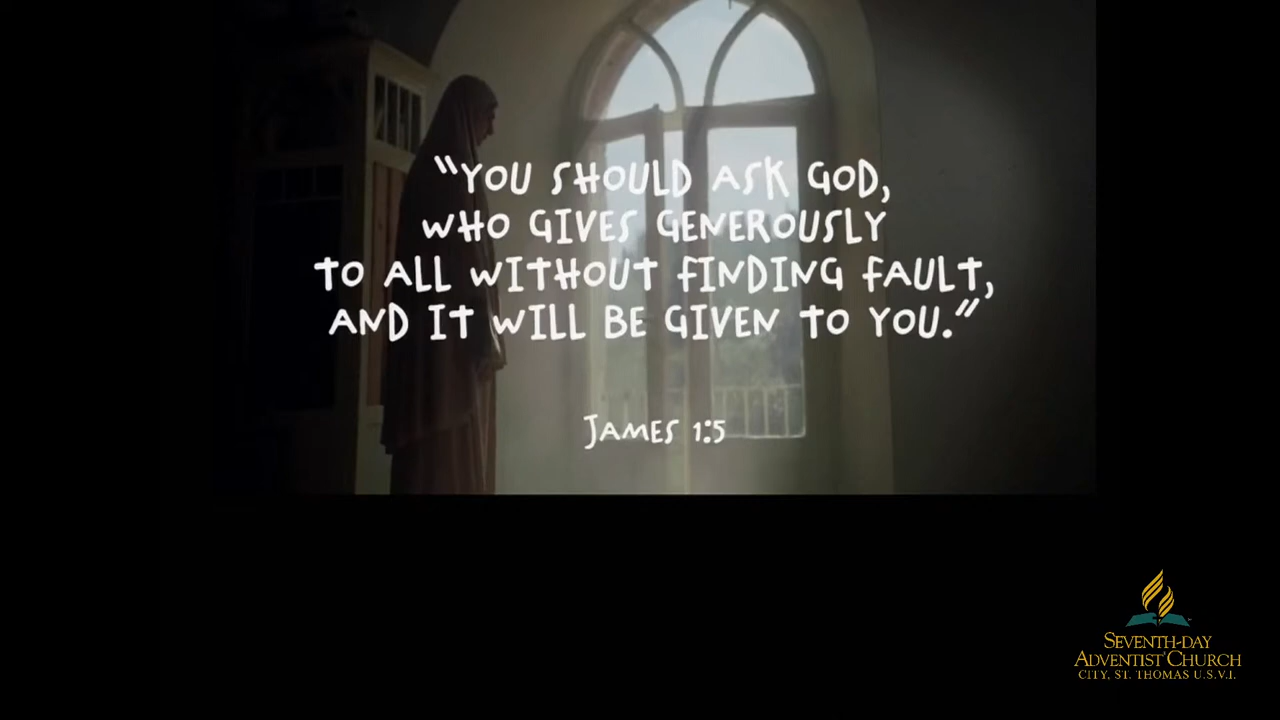 “YOU SHOULD ASK GOD,
WHO GIVES GENEROUSLY
TO ALL WITHOUT FINDING FAULT,
AND IT WILL BE GIVEN TO YOU.”
JAMES 1:5
SEVENTH-DAY
ADVENTIST CHURCH
CITY, ST. THOMAS U.S.V.I.